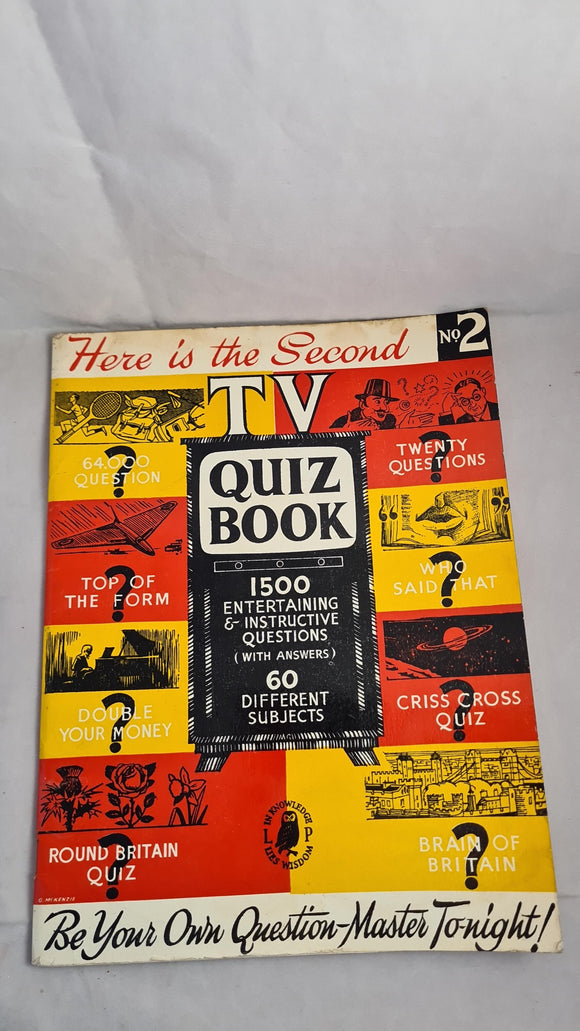 Here is the Second
No 2
TV
QUIZ
BOOK
1500
ENTERTAINING
& INSTRUCTIVE
QUESTIONS
(WITH ANSWERS)
60
DIFFERENT
SUBJECTS
64.000
QUESTION
?
TOP OF
THE FORM
?
DOUBLE
YOUR MONEY
?
ROUND BRITAIN
QUIZ
?
TWENTY
QUESTIONS
?
WHO
SAID THAT
?
CRISS CROSS
QUIZ
?
BRAIN OF
BRITAIN
?
IN KNOWLEDGE
L P
LIES WISDOM
G. McKENZIE
Be Your Own Question-Master To-night!